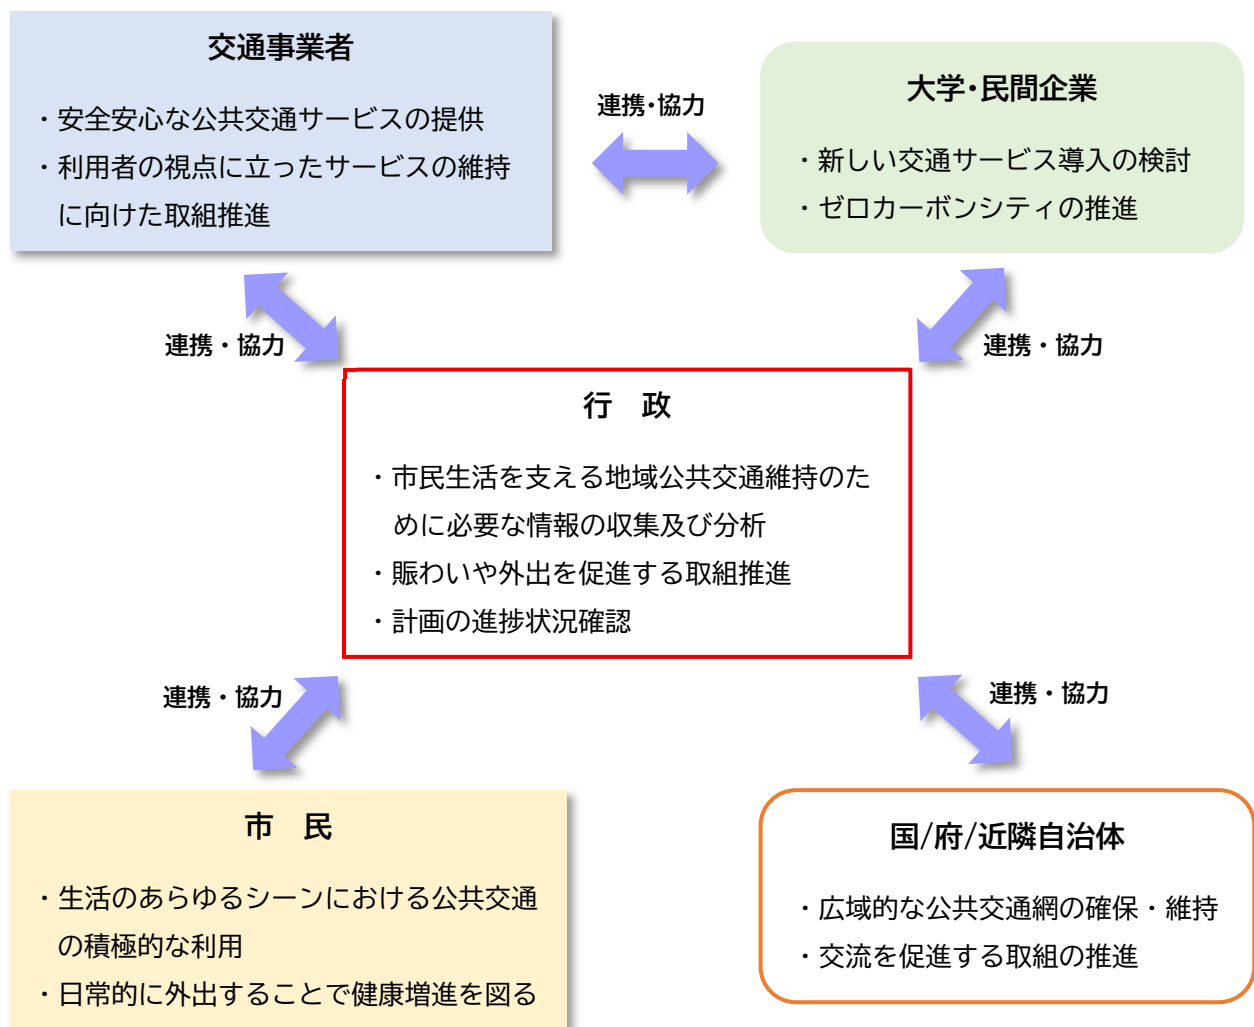 交通事業者
・安全安心な公共交通サービスの提供
・利用者の視点に立ったサービスの維持
に向けた取組推進
連携・協力
大学・民間企業
・新しい交通サービス導入の検討
・ゼロカーボンシティの推進
連携・協力
連携・協力
行　政
・市民生活を支える地域公共交通維持のた
めに必要な情報の収集及び分析
・賑わいや外出を促進する取組推進
・計画の進捗状況確認
連携・協力
連携・協力
市　民
・生活のあらゆるシーンにおける公共交通
の積極的な利用
・日常的に外出することで健康増進を図る
国/府/近隣自治体
・広域的な公共交通網の確保・維持
・交流を促進する取組の推進